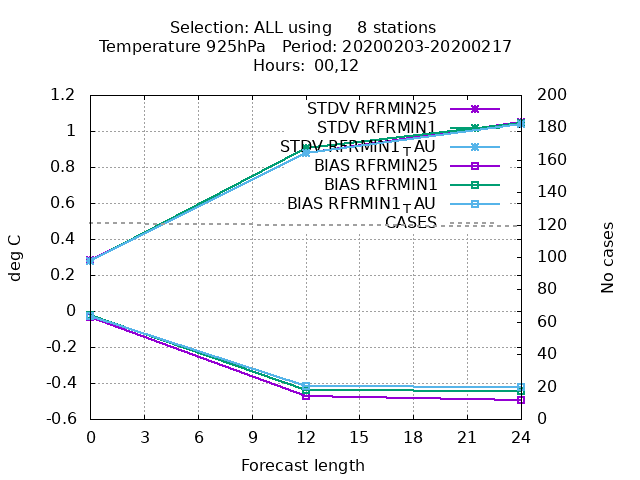 Selection: ALL using     8 stations
Temperature 925hPa   Period: 20200203-20200217
Hours:  00,12
STDV RFRMIN25
STDV RFRMIN1
STDV RFRMIN1┬AU
BIAS RFRMIN25
BIAS RFRMIN1
BIAS RFRMIN1┬AU
CASES
deg C
1.2
1
0.8
0.6
0.4
0.2
0
-0.2
-0.4
-0.6
200
180
160
140
120
100
80
60
40
20
0
No cases
0 3 6 9 12 15 18 21 24
Forecast length